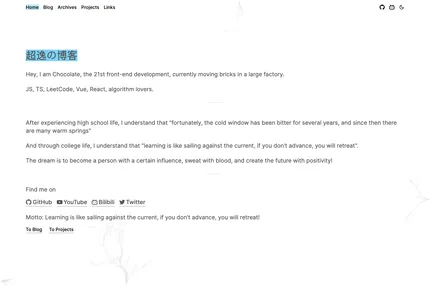 Home Blog Archives Projects Links
超逸の博客
Hey, I am Chocolate, the 21st front-end development, currently moving bricks in a large factory.
JS, TS, LeetCode, Vue, React, algorithm lovers.
After experiencing high school life, I understand that "fortunately, the cold window has been bitter for several years, and since then there
are many warm springs"
And through college life, I understand that "learning is like sailing against the current, if you don't advance, you will retreat".
The dream is to become a person with a certain influence, sweat with blood, and create the future with positivity!
Find me on
GitHub YouTube Bilibili Twitter
Motto: Learning is like sailing against the current, if you don't advance, you will retreat!
To Blog To Projects